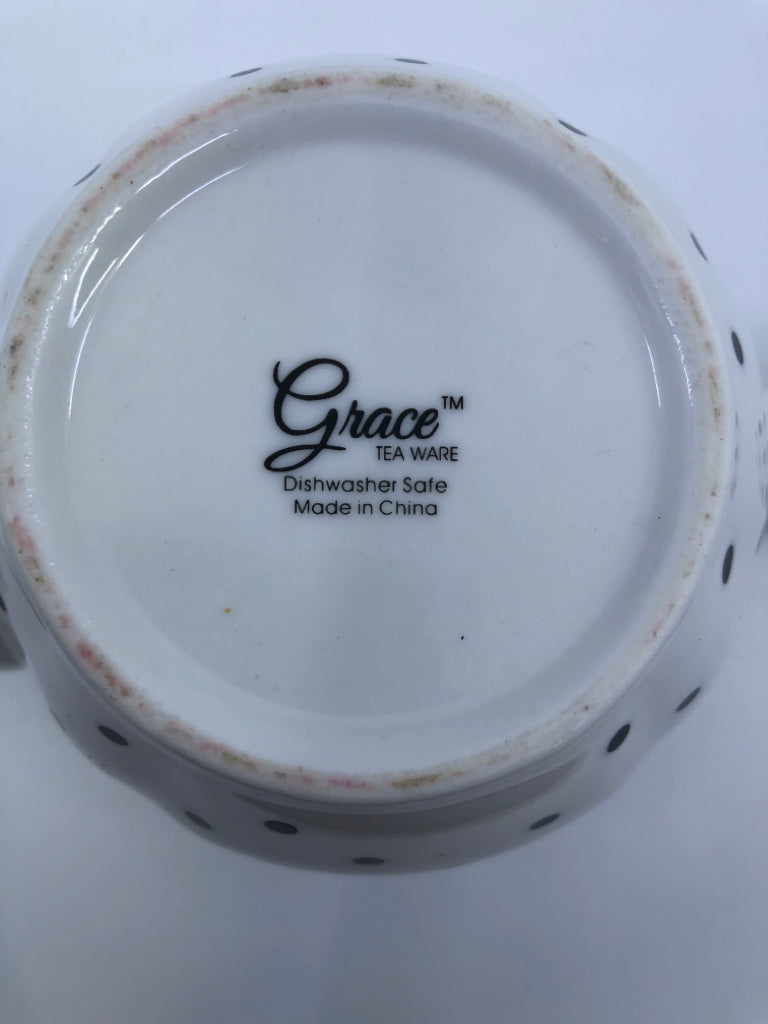 Grace™
TEA WARE
Dishwasher Safe
Made in China